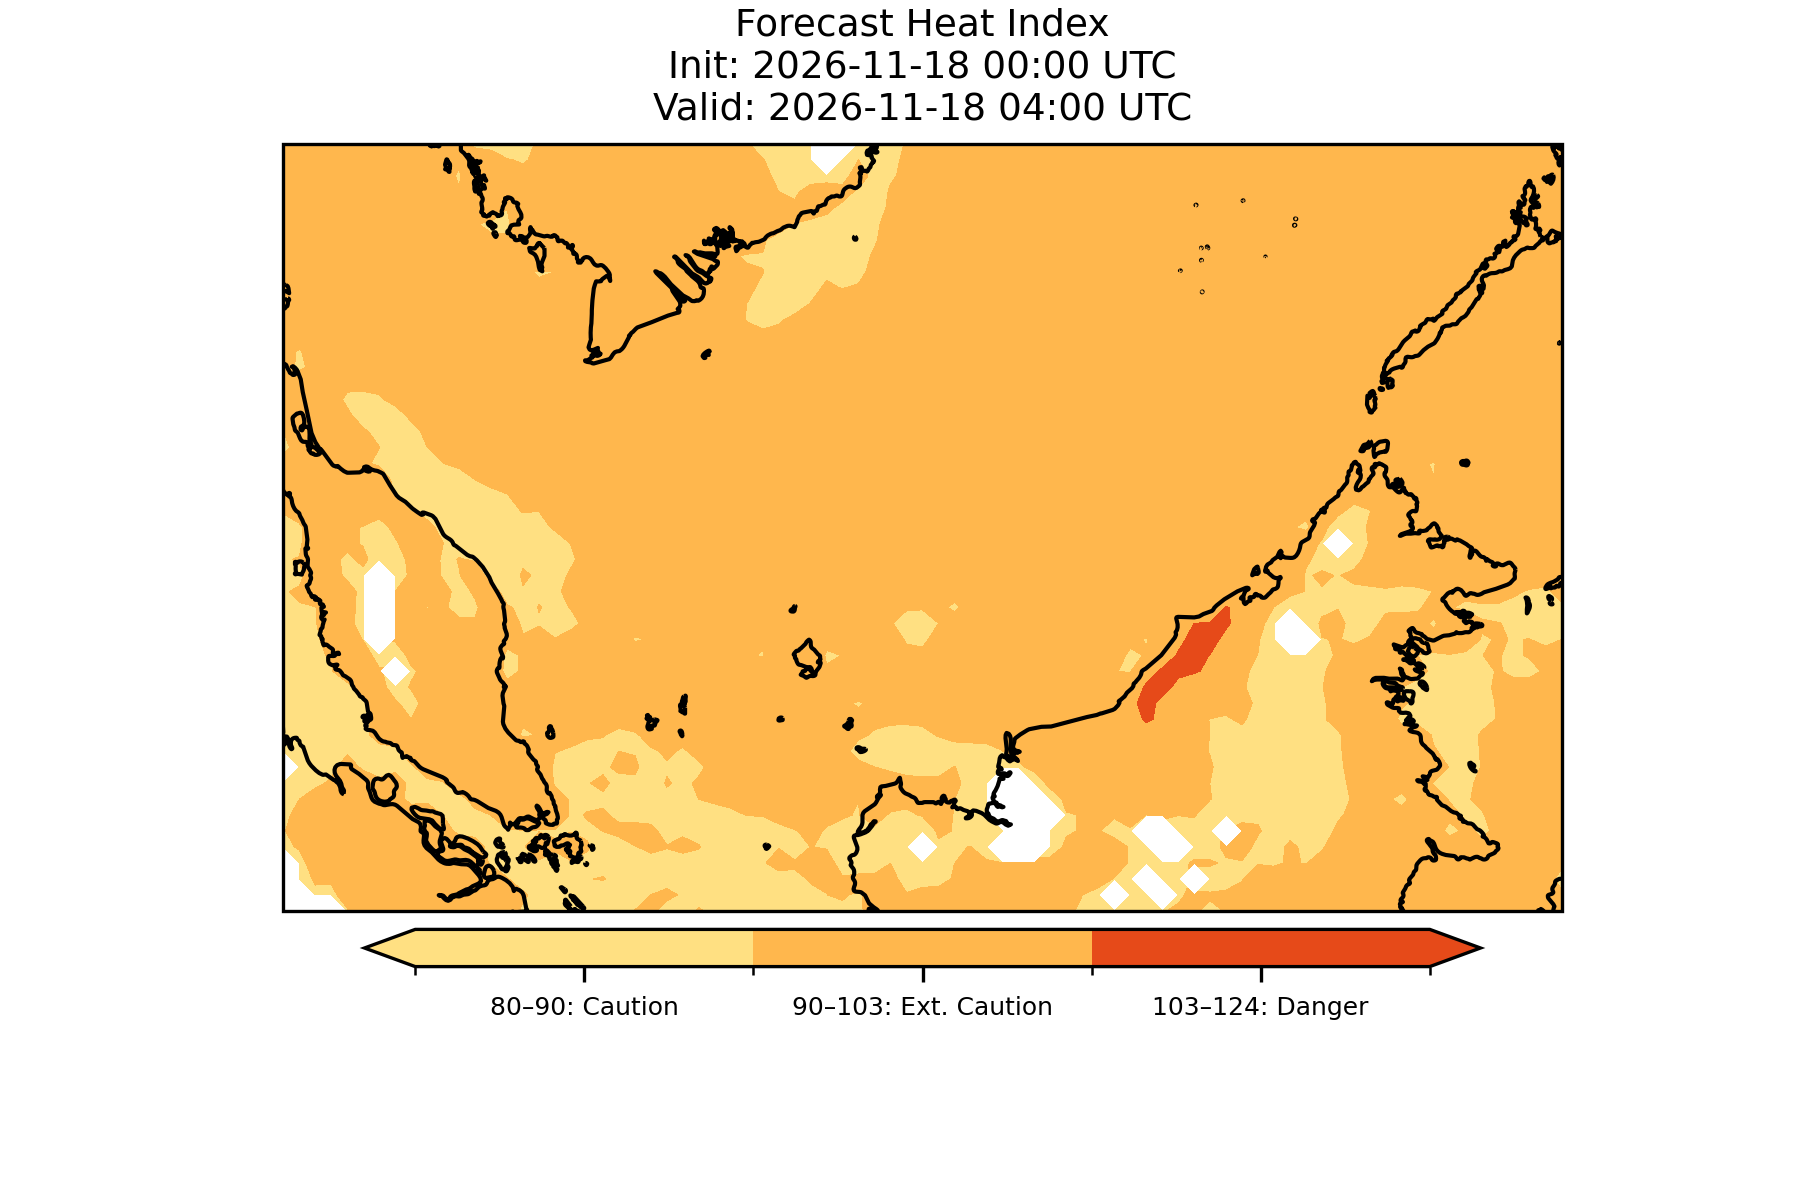 Forecast Heat Index
Init: 2026-11-18 00:00 UTC
Valid: 2026-11-18 04:00 UTC
80–90: Caution
90–103: Ext. Caution
103–124: Danger